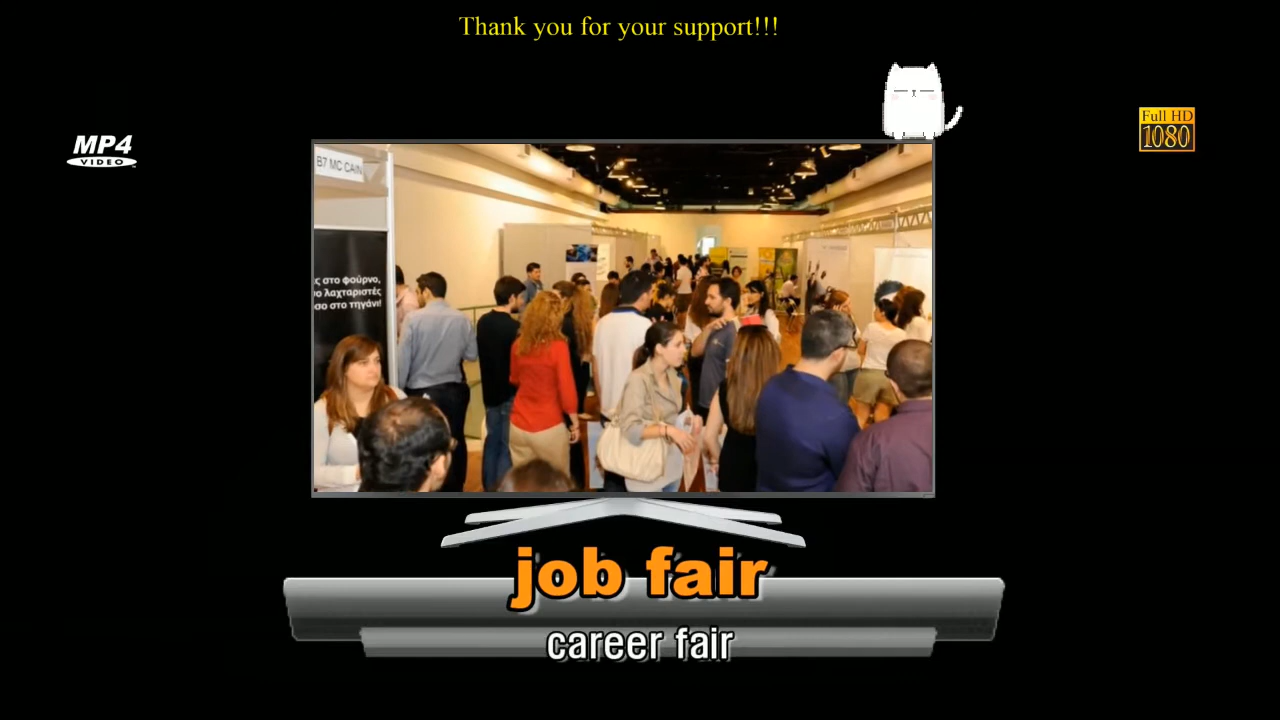 Thank you for your support!!!
MP4
VIDEO
Full HD
1080
B7 MC CAIN
ς στο φούρνο,
ο λαχταριστές
σο στο τηγάνι!
job fair
career fair